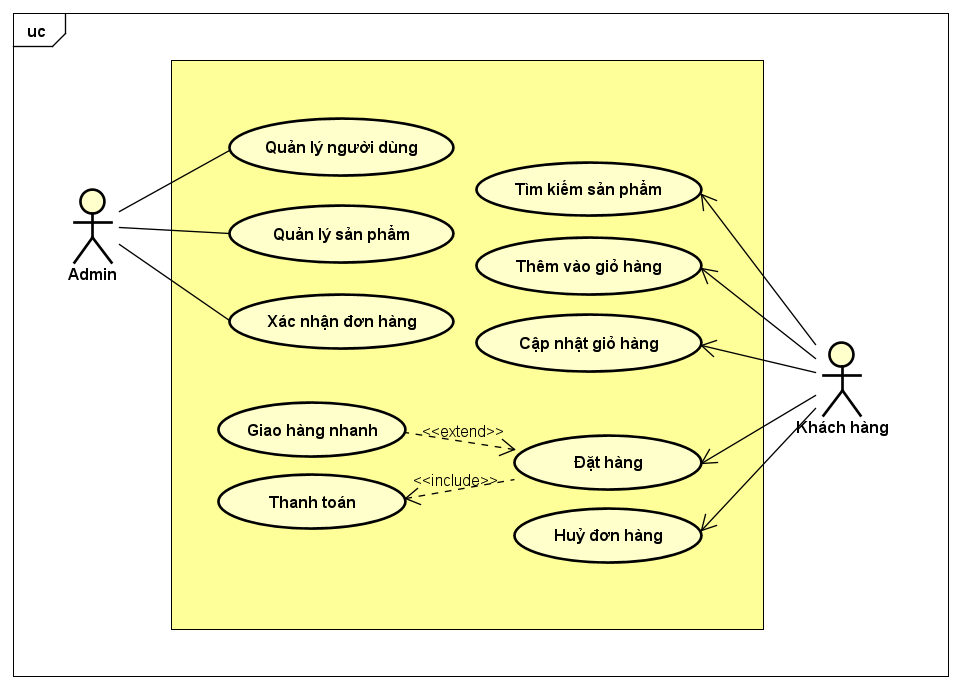 uc
Quản lý người dùng
Tìm kiếm sản phẩm
Quản lý sản phẩm
Admin
Thêm vào giỏ hàng
Xác nhận đơn hàng
Cập nhật giỏ hàng
Khách hàng
Giao hàng nhanh
<<extend>>
Đặt hàng
<<include>>
Thanh toán
Huỷ đơn hàng